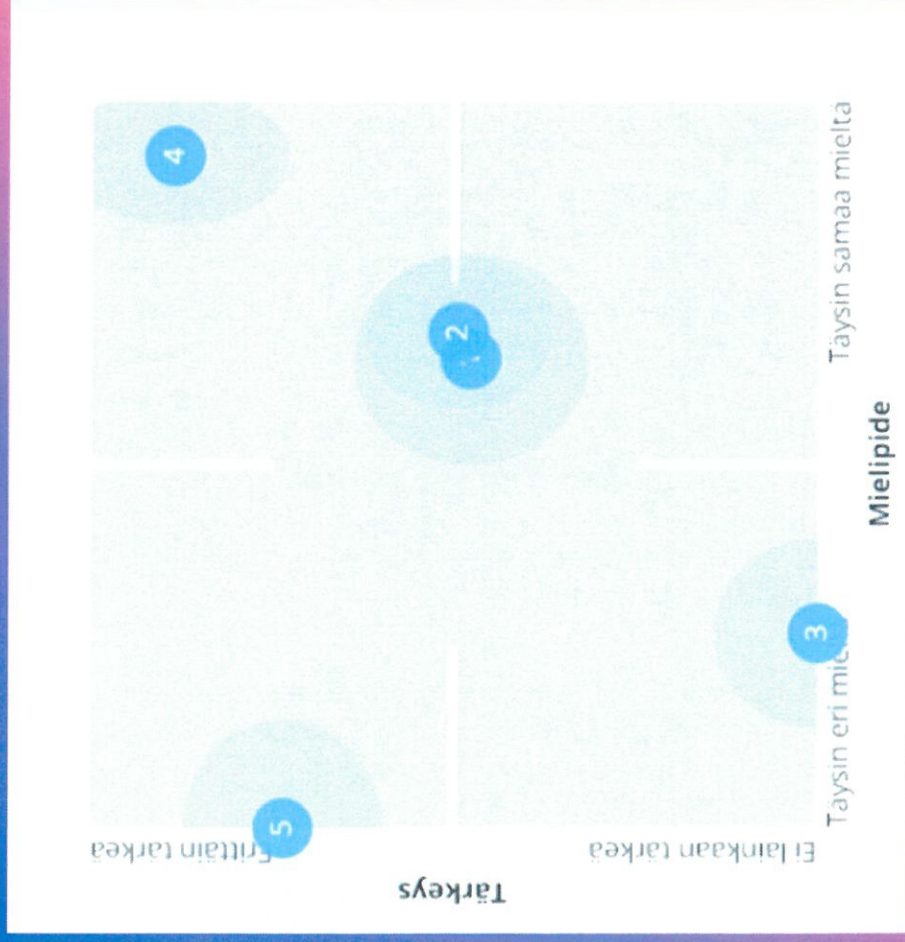 4
Erittäin tärkeä
5
2
Tärkeys
Ei lainkaan tärkeä
3
Täysin eri
Täysin samaa mieltä
Mielipide